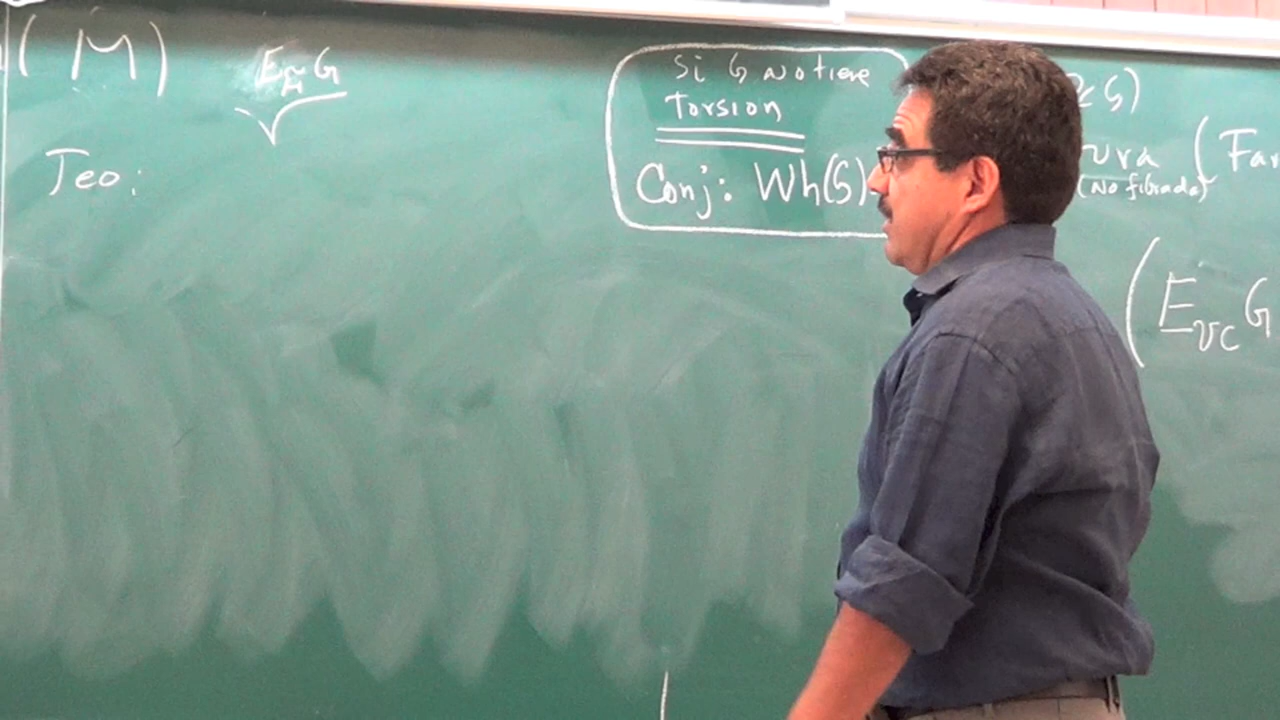 ( M )
Teo:
Si G no tiene
Torsion
Conj: Wh(G)
ura (Far
(No fibrada)
(E_VC G